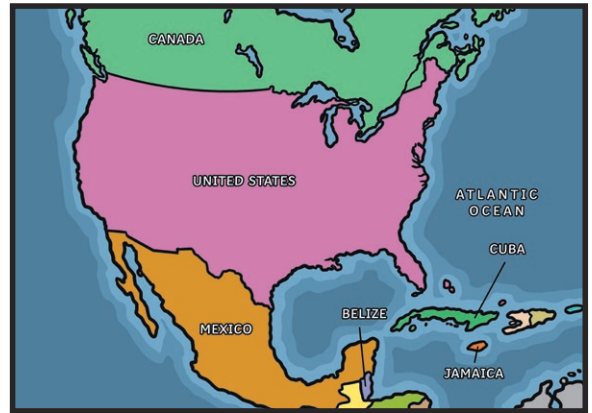 CANADA
UNITED STATES
ATLANTIC
OCEAN
CUBA
BELIZE
MEXICO
JAMAICA